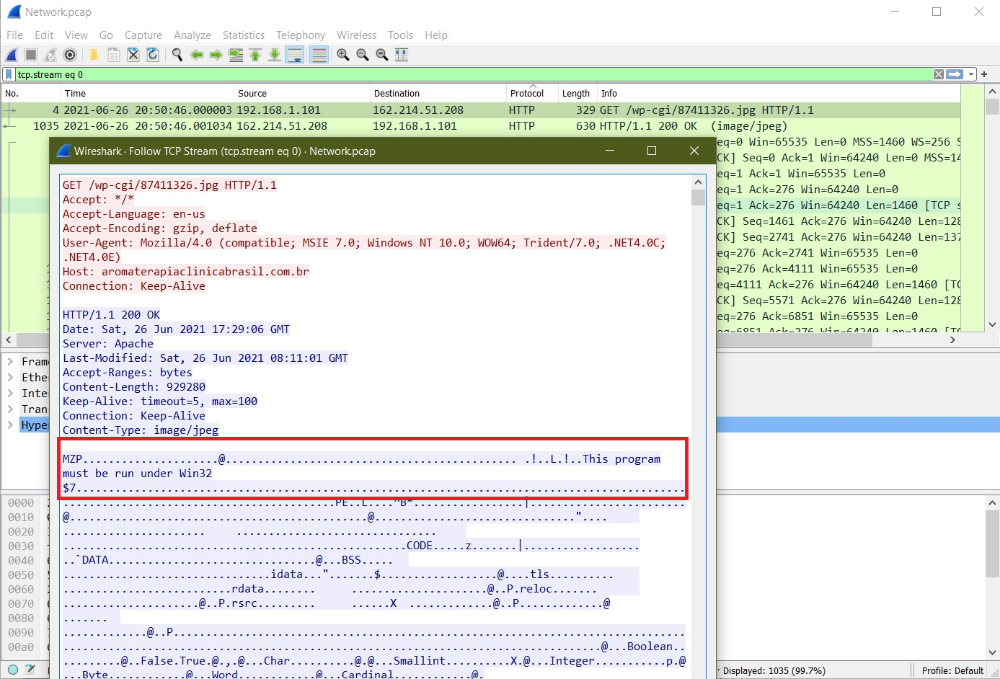 Network.pcap
File Edit View Go Capture Analyze Statistics Telephony Wireless Tools Help
tcp.stream eq 0
No. Time Source Destination Protocol Length Info
4 2021-06-26 20:50:46.000003 192.168.1.101 162.214.51.208 HTTP 329 GET /wp-cgi/87411326.jpg HTTP/1.1
1035 2021-06-26 20:50:46.001034 162.214.51.208 192.168.1.101 HTTP 630 HTTP/1.1 200 OK (image/jpeg)
eq=0 Win=65535 Len=0 MSS=1460 WS=256 S
CK] Seq=0 Ack=1 Win=64240 Len=0 MSS=14
eq=1 Ack=1 Win=65535 Len=0
eq=1 Ack=276 Win=64240 Len=0
eq=1 Ack=276 Win=64240 Len=1460 [TCP s
CK] Seq=1461 Ack=276 Win=64240 Len=128
CK] Seq=2741 Ack=276 Win=64240 Len=137
eq=276 Ack=2741 Win=65535 Len=0
eq=276 Ack=4111 Win=65535 Len=0
eq=4111 Ack=276 Win=64240 Len=1460 [TC
CK] Seq=5571 Ack=276 Win=64240 Len=128
eq=276 Ack=6851 Win=65535 Len=0
eq=6851 Ack=276 Win=64240 Len=1460 [TC
Wireshark · Follow TCP Stream (tcp.stream eq 0) · Network.pcap
GET /wp-cgi/87411326.jpg HTTP/1.1
Accept: */*
Accept-Language: en-us
Accept-Encoding: gzip, deflate
User-Agent: Mozilla/4.0 (compatible; MSIE 7.0; Windows NT 10.0; WOW64; Trident/7.0; .NET4.0C;
.NET4.0E)
Host: aromaterapiaclinicabrasil.com.br
Connection: Keep-Alive
HTTP/1.1 200 OK
Date: Sat, 26 Jun 2021 17:29:06 GMT
Server: Apache
Last-Modified: Sat, 26 Jun 2021 08:11:01 GMT
Accept-Ranges: bytes
Content-Length: 929280
Keep-Alive: timeout=5, max=100
Connection: Keep-Alive
Content-Type: image/jpeg
MZP.....................@............................................. .!..L.!..This program
must be run under Win32
$7..............................................................................................
..........................................PE..L....^B*.................|........................
@..............................................@..............................."....
...................... ...............................
.....................................................CODE.....z.......|..................
..`DATA................................@...BSS.....
................................idata...".......$..................@....tls..........
..........................rdata........ .....................@..P.reloc.......
.....................@..P.rsrc......... ......X .............@..P.............@
.......
.............@..P...............................................................................
...................................................................................@...Boolean..
.........@..False.True.@.,.@...Char..........@.@...Smallint..........X.@...Integer...........p.@
...Byte............@...Word............@...Cardinal............@.
Frame
Ether
Inter
Trans
Hyper
0000
0010
0020
0030
0040
0050
0060
0070
0080
0090
00a0
Displayed: 1035 (99.7%)
Profile: Default